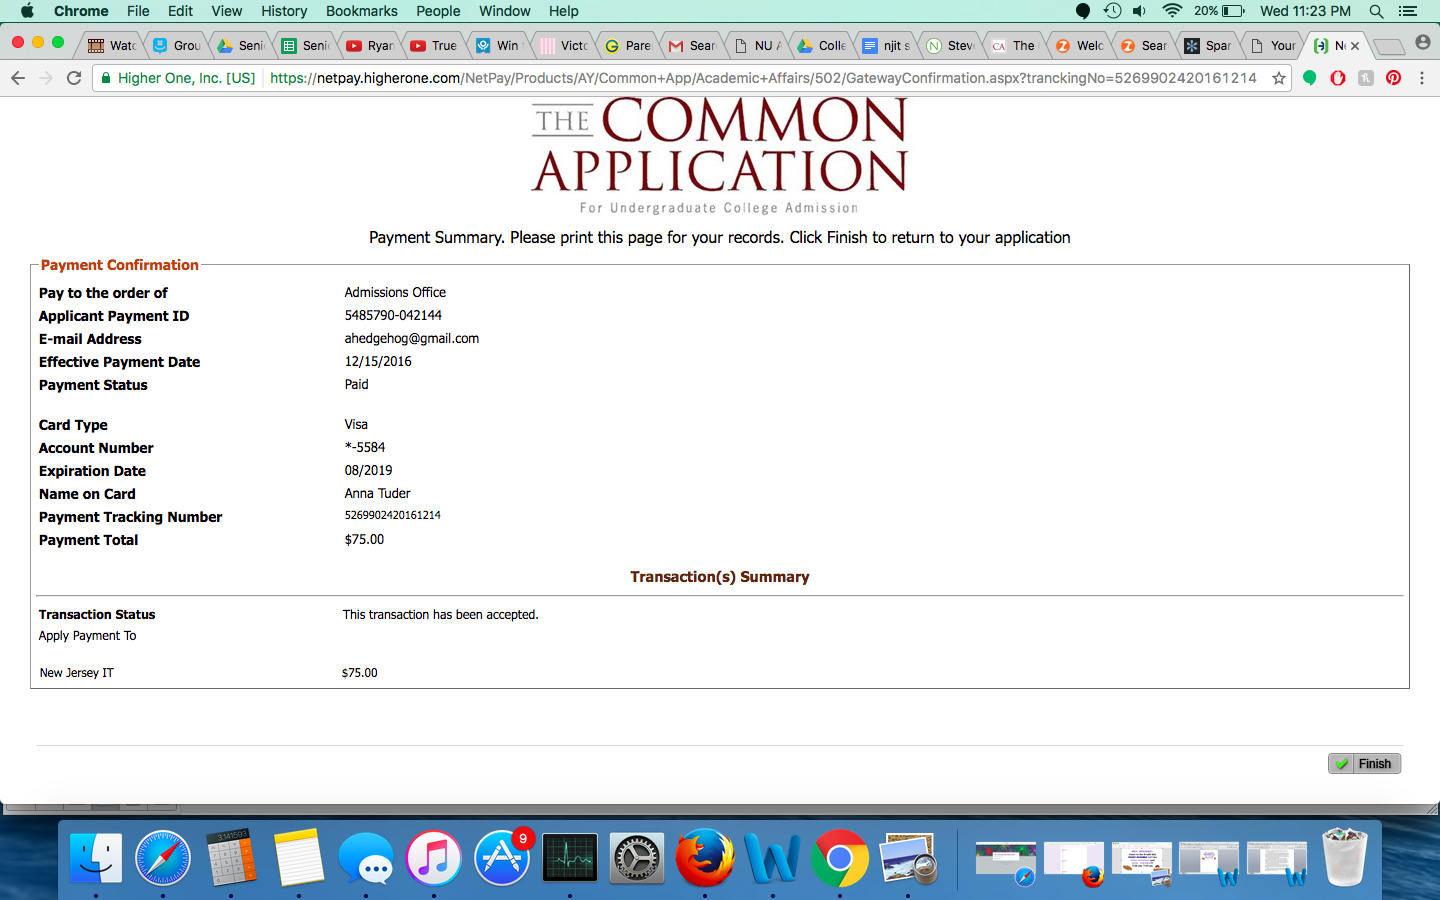 Chrome File Edit View History Bookmarks People Window Help 20% Wed 11:23 PM
Watc Grou Seni Seni Ryan True Win Victo Pare Sear NU A Colle njit s Steve The Welc Sear Spar Your Ne
Higher One, Inc. [US] https://netpay.higherone.com/NetPay/Products/AY/Common+App/Academic+Affairs/502/GatewayConfirmation.aspx?tranckingNo=5269902420161214
THE COMMON
APPLICATION
For Undergraduate College Admission
Payment Summary. Please print this page for your records. Click Finish to return to your application
Payment Confirmation
Pay to the order of Admissions Office
Applicant Payment ID 5485790-042144
E-mail Address ahedgehog@gmail.com
Effective Payment Date 12/15/2016
Payment Status Paid
Card Type Visa
Account Number *-5584
Expiration Date 08/2019
Name on Card Anna Tuder
Payment Tracking Number 5269902420161214
Payment Total $75.00
Transaction(s) Summary
Transaction Status This transaction has been accepted.
Apply Payment To
New Jersey IT $75.00
Finish
3.141593
9